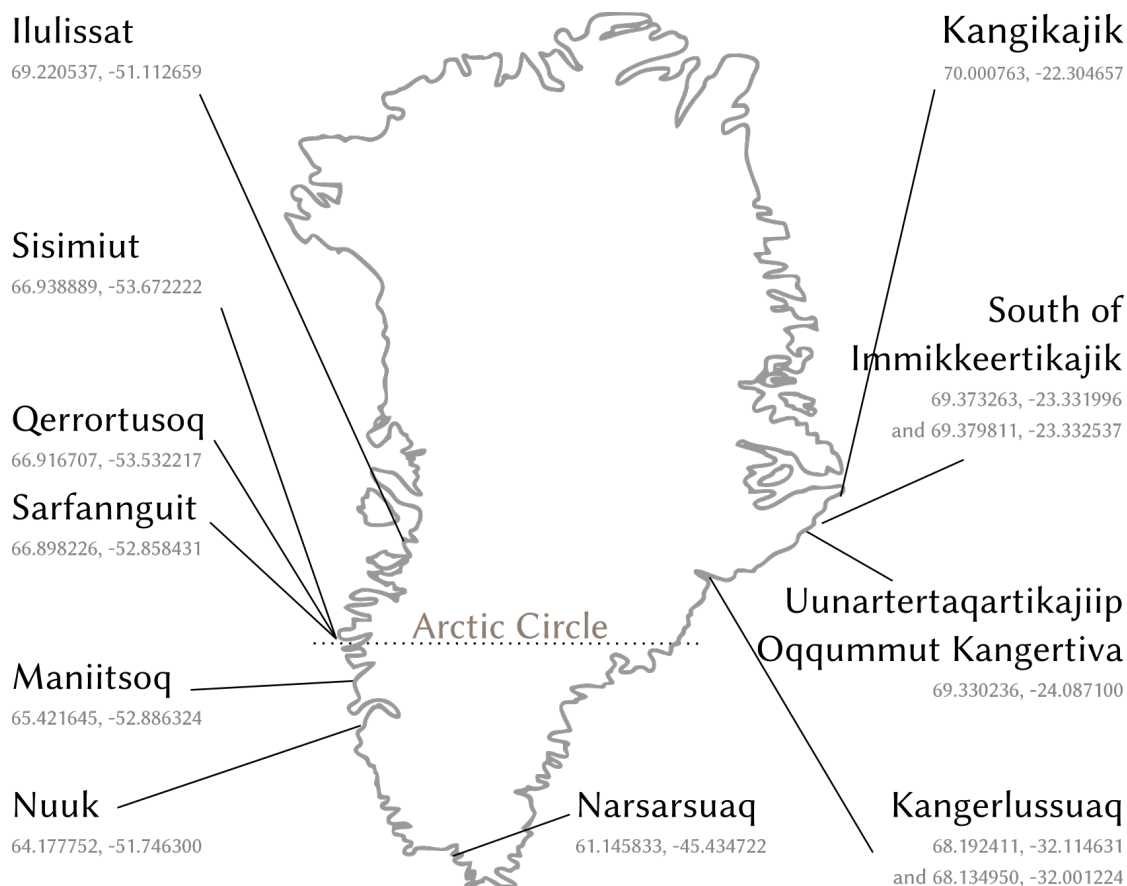 Ilulissat
69.220537, -51.112659
Kangikajik
70.000763, -22.304657
Sisimiut
66.938889, -53.672222
South of
Immikkeertikajik
69.373263, -23.331996
and 69.379811, -23.332537
Qerrortusoq
66.916707, -53.532217
Sarfannguit
66.898226, -52.858431
Uunartertaqartikajiip
Oqqummut Kangertiva
69.330236, -24.087100
Arctic Circle
Maniitsoq
65.421645, -52.886324
Nuuk
64.177752, -51.746300
Narsarsuaq
61.145833, -45.434722
Kangerlussuaq
68.192411, -32.114631
and 68.134950, -32.001224